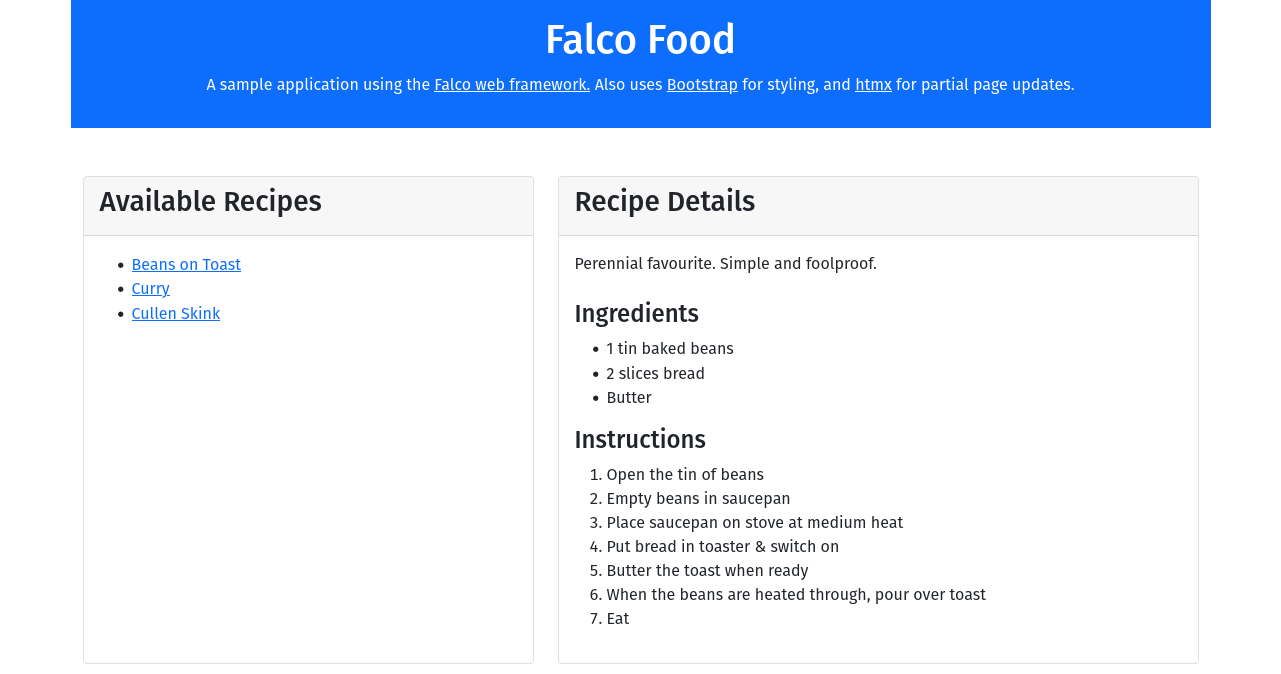 Falco Food
A sample application using the Falco web framework. Also uses Bootstrap for styling, and htmx for partial page updates.
Available Recipes
• Beans on Toast
• Curry
• Cullen Skink
Recipe Details
Perennial favourite. Simple and foolproof.
Ingredients
• 1 tin baked beans
• 2 slices bread
• Butter
Instructions
1. Open the tin of beans
2. Empty beans in saucepan
3. Place saucepan on stove at medium heat
4. Put bread in toaster & switch on
5. Butter the toast when ready
6. When the beans are heated through, pour over toast
7. Eat